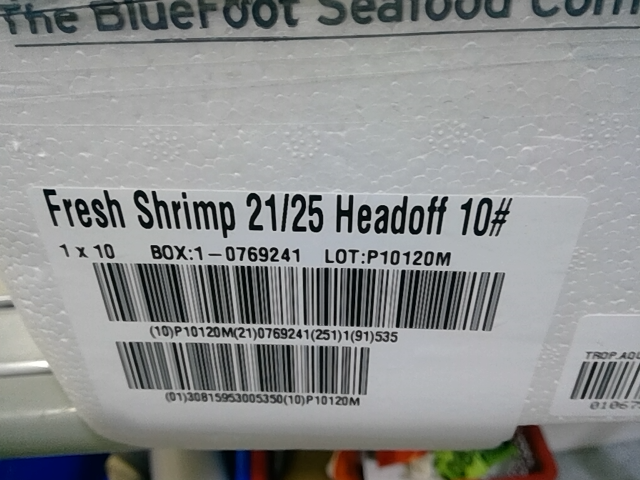 The BlueFoot Seafood
Fresh Shrimp 21/25 Headoff 10#
1 x 10 BOX:1-0769241 LOT:P10120M
(10)P10120M(21)0769241(251)1(91)535
(01)30815953005350(10)P10120M
TROP.